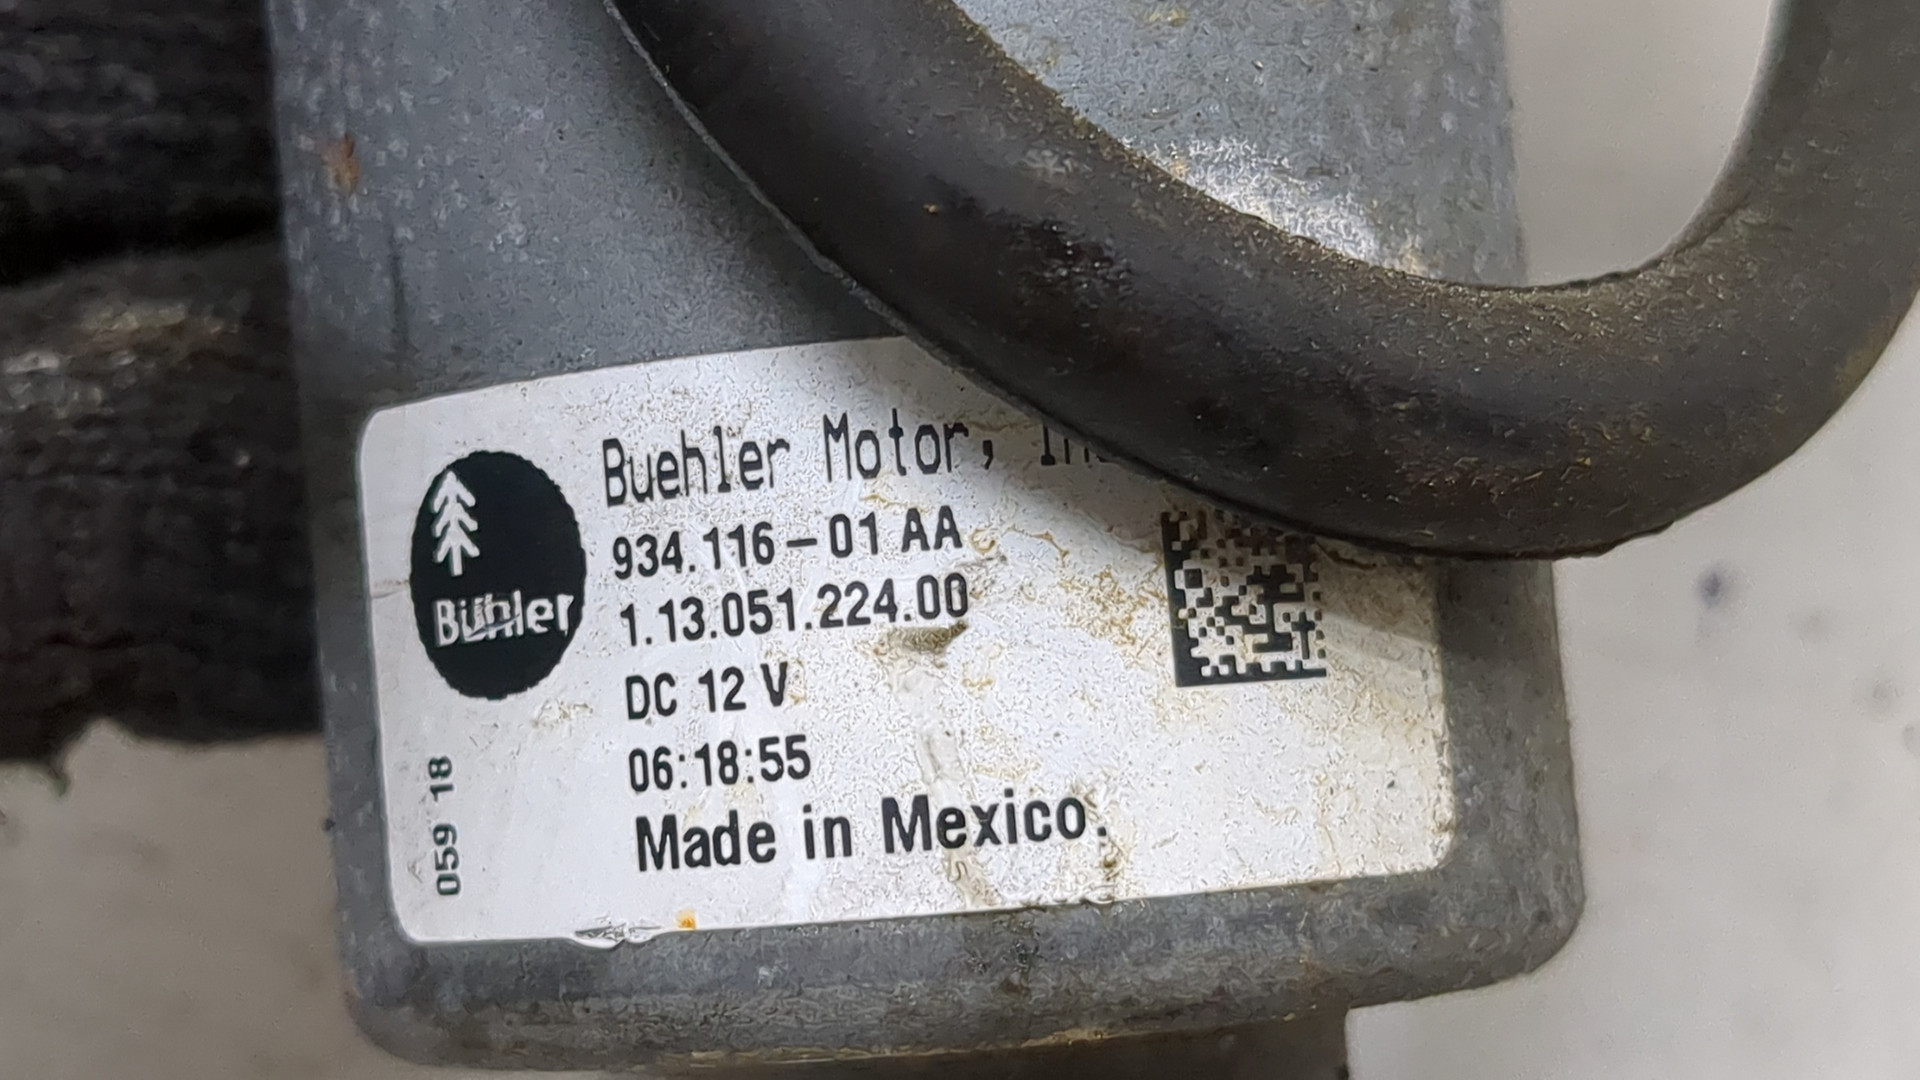 Buehler Motor,
934.116-01 AA
1.13.051.224.00
DC 12 V
06:18:55
Made in Mexico.
Bühler
059 18